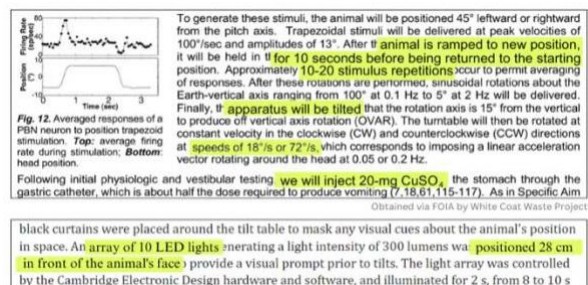 To generate these stimuli, the animal will be positioned 45° leftward or rightward
from the pitch axis. Trapezoidal stimuli will be delivered at peak velocities of
100°/sec and amplitudes of 13°. After animal is ramped to new position,
it will be held in for 10 seconds before being returned to the starting
position. Approximately 10-20 stimulus repetitions occur to permit averaging
of responses. After these rotations are performed, sinusoidal rotations about the
Earth-vertical axis ranging from 100° at 0.1 Hz to 5° at 2 Hz will be delivered.
Finally, apparatus will be tilted that the rotation axis is 15° from the vertical
to produce off vertical axis rotation (OVAR). The turntable will then be rotated at
constant velocity in the clockwise (CW) and counterclockwise (CCW) directions
at speeds of 18°/s or 72°/s, which corresponds to imposing a linear acceleration
vector rotating around the head at 0.05 or 0.2 Hz.
Firing Rate
(sp/sec)
80
40
0
Position
(°)
10
0
-10
0 1 2 3
Time (sec)
Fig. 12. Averaged responses of a
PBN neuron to position trapezoid
stimulation. Top: average firing
rate during stimulation; Bottom:
head position.
Following initial physiologic and vestibular testing we will inject 20-mg CuSO4 the stomach through the
gastric catheter, which is about half the dose required to produce vomiting (7,18,61,115-117). As in Specific Aim
Obtained via FOIA by White Coat Waste Project
black curtains were placed around the tilt table to mask any visual cues about the animal's position
in space. An array of 10 LED lights enerating a light intensity of 300 lumens wa positioned 28 cm
in front of the animal's face provide a visual prompt prior to tilts. The light array was controlled
by the Cambridge Electronic Design hardware and software, and illuminated for 2 s, from 8 to 10 s